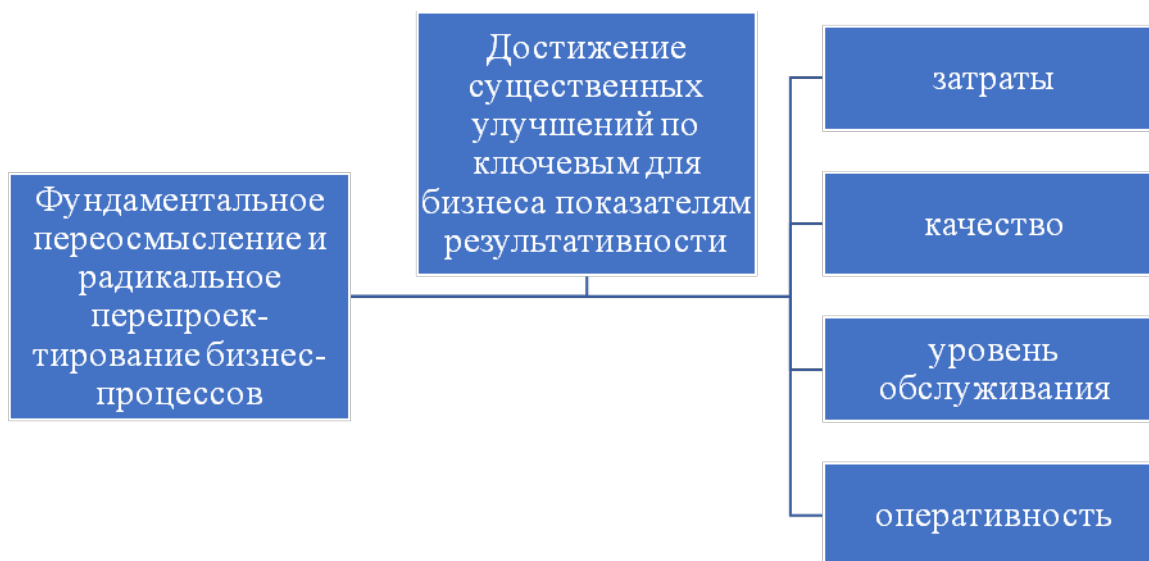 Фундаментальное
переосмысление и
радикальное
перепроек-
тирование бизнес-
процессов
Достижение
существенных
улучшений по
ключевым для
бизнеса показателям
результативности
затраты
качество
уровень
обслуживания
оперативность